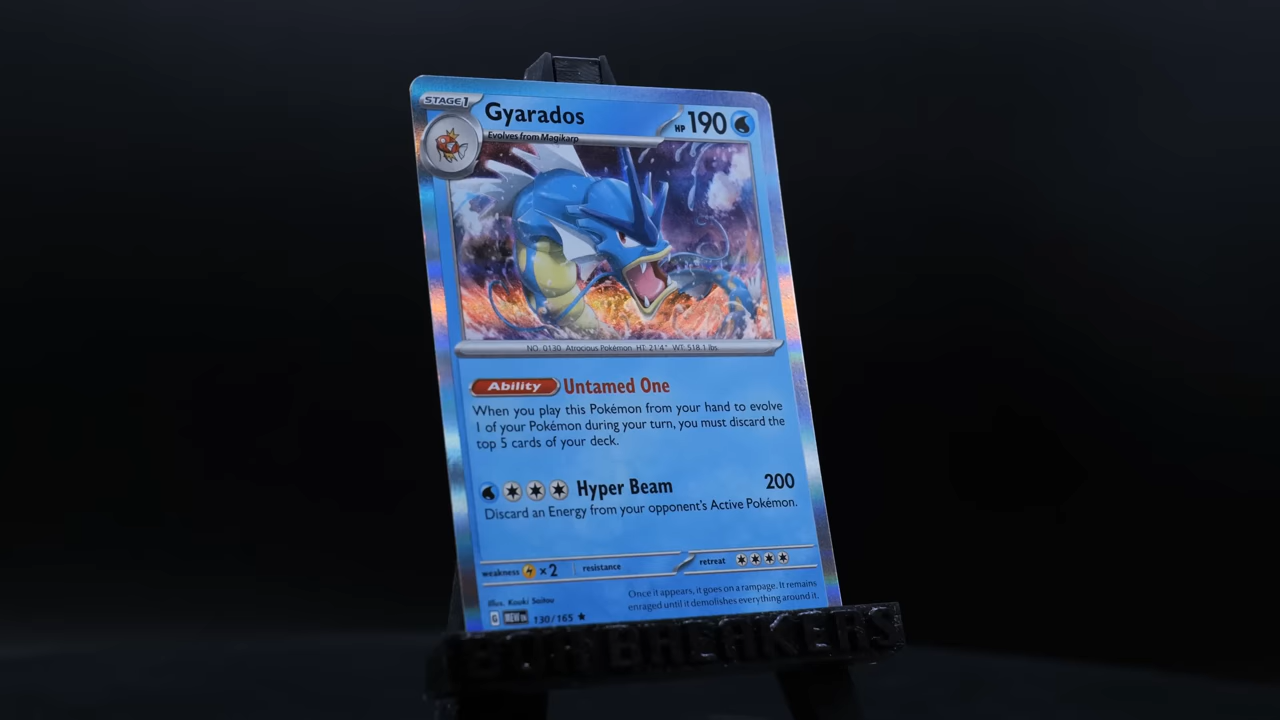 STAGE1
Gyarados
HP 190
Evolves from Magikarp
NO. 0130 Atrocious Pokémon HT: 21'4" WT: 518.1 lbs.
Ability Untamed One
When you play this Pokémon from your hand to evolve
1 of your Pokémon during your turn, you must discard the
top 5 cards of your deck.
Hyper Beam 200
Discard an Energy from your opponent's Active Pokémon.
weakness ×2 resistance retreat
Illus. Kouki Saitou
Once it appears, it goes on a rampage. It remains
enraged until it demolishes everything around it.
G MEW EN 130/165 ★
BREAKERS